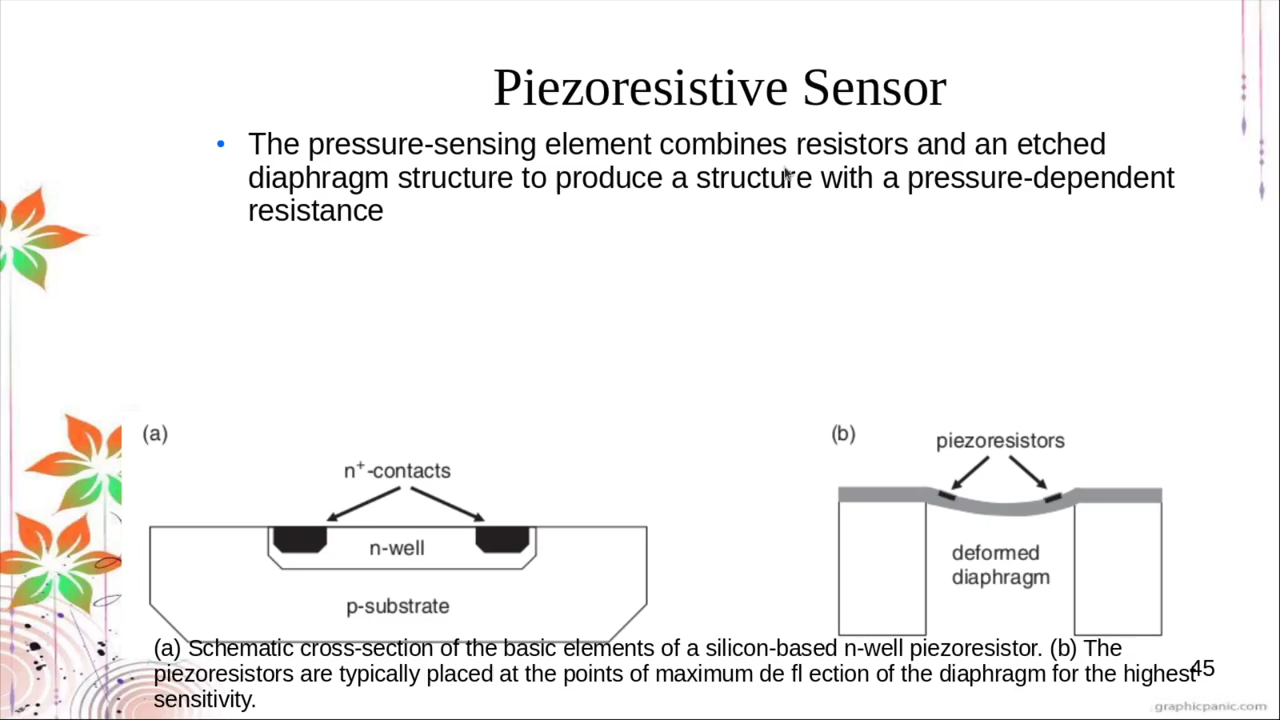 Piezoresistive Sensor
• The pressure-sensing element combines resistors and an etched
diaphragm structure to produce a structure with a pressure-dependent
resistance
(a)
n⁺-contacts
n-well
p-substrate
(b)
piezoresistors
deformed
diaphragm
(a) Schematic cross-section of the basic elements of a silicon-based n-well piezoresistor. (b) The
piezoresistors are typically placed at the points of maximum de fl ection of the diaphragm for the highest
sensitivity.
45
graphicpanic.com